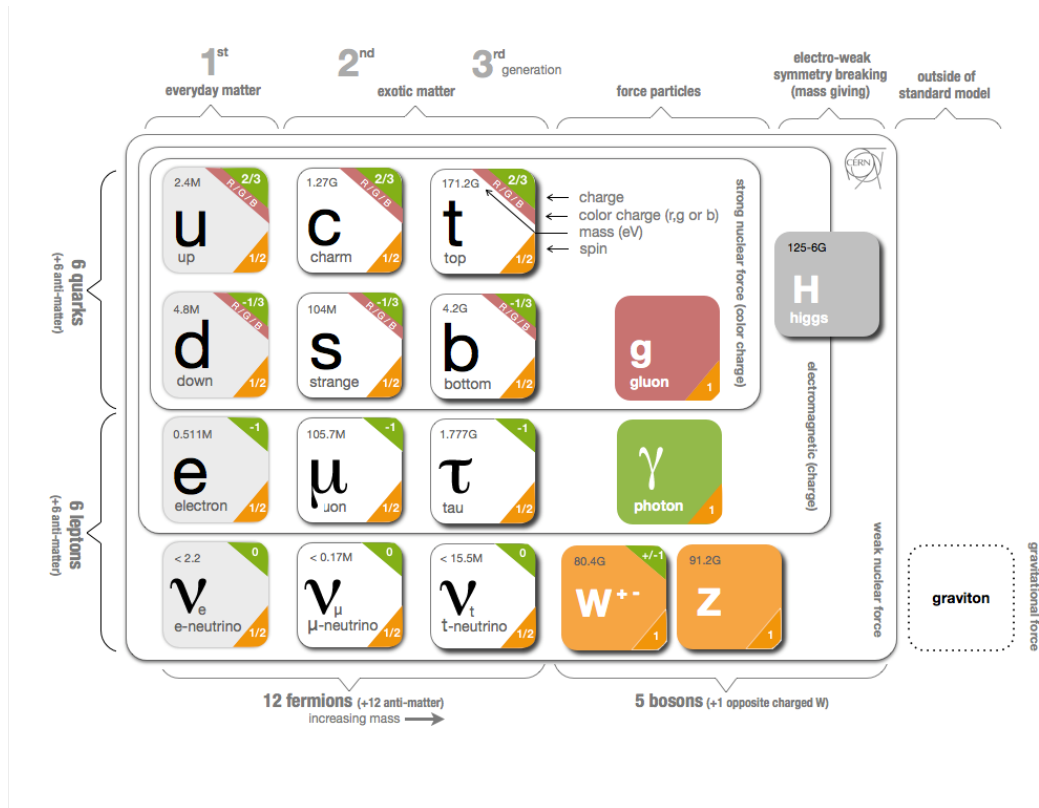 1st
2nd
3rd generation
everyday matter
exotic matter
force particles
electro-weak
symmetry breaking
(mass giving)
outside of
standard model
CERN
6 quarks
(+6 anti-matter)
2.4M
2/3
R/G/B
u
up
1/2
1.27G
2/3
R/G/B
c
charm
1/2
171.2G
2/3
R/G/B
t
top
1/2
charge
color charge (r,g or b)
mass (eV)
spin
strong nuclear force (color charge)
125-6G
H
higgs
4.8M
-1/3
R/G/B
d
down
1/2
104M
-1/3
R/G/B
s
strange
1/2
4.2G
-1/3
R/G/B
b
bottom
1/2
g
gluon
1
electromagnetic (charge)
6 leptons
(+6 anti-matter)
0.511M
-1
e
electron
1/2
105.7M
-1
μ
uon
1/2
1.777G
-1
τ
tau
1/2
γ
photon
1
weak nuclear force
< 2.2
0
νe
e-neutrino
1/2
< 0.17M
0
νμ
μ-neutrino
1/2
< 15.5M
0
νt
t-neutrino
1/2
80.4G
+/-1
W+-
1
91.2G
Z
1
graviton
gravitational force
12 fermions (+12 anti-matter)
increasing mass
5 bosons (+1 opposite charged W)